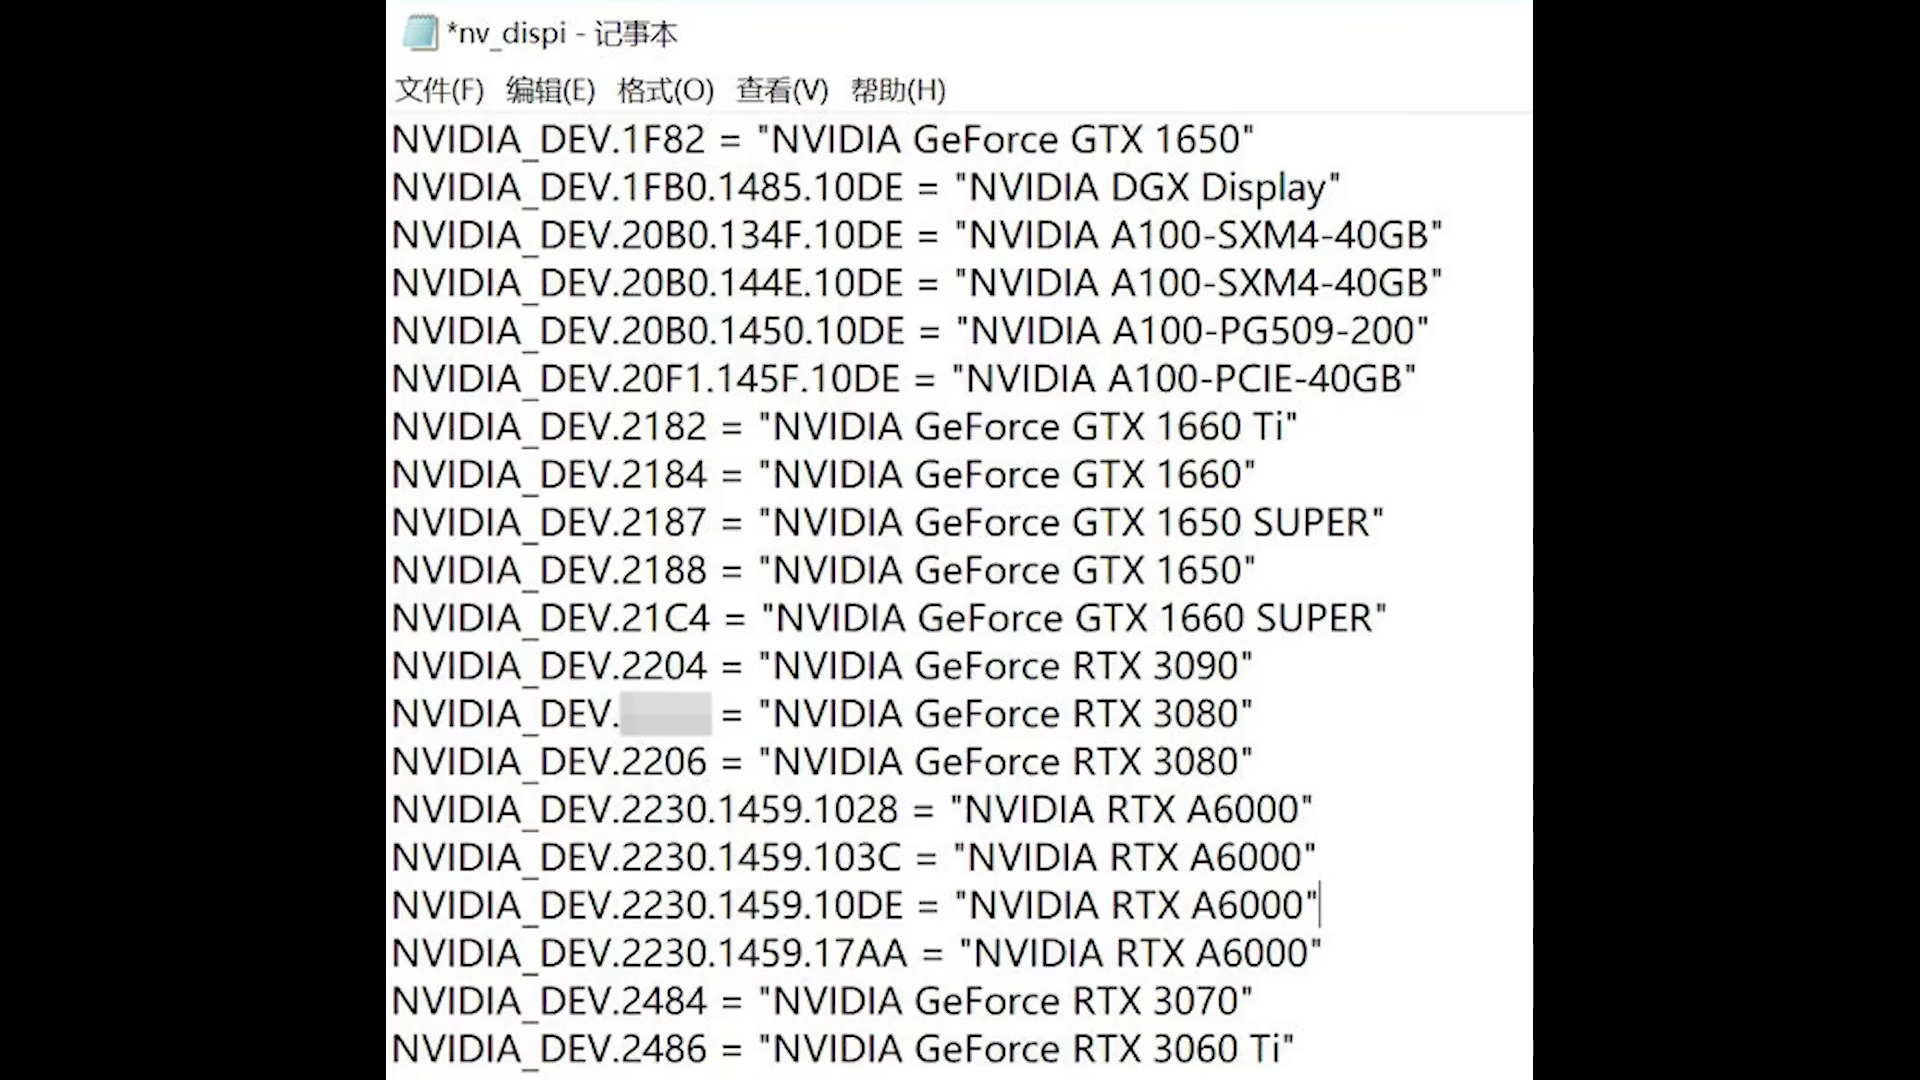 *nv_dispi - 记事本
文件(F) 编辑(E) 格式(O) 查看(V) 帮助(H)
NVIDIA_DEV.1F82 = "NVIDIA GeForce GTX 1650"
NVIDIA_DEV.1FB0.1485.10DE = "NVIDIA DGX Display"
NVIDIA_DEV.20B0.134F.10DE = "NVIDIA A100-SXM4-40GB"
NVIDIA_DEV.20B0.144E.10DE = "NVIDIA A100-SXM4-40GB"
NVIDIA_DEV.20B0.1450.10DE = "NVIDIA A100-PG509-200"
NVIDIA_DEV.20F1.145F.10DE = "NVIDIA A100-PCIE-40GB"
NVIDIA_DEV.2182 = "NVIDIA GeForce GTX 1660 Ti"
NVIDIA_DEV.2184 = "NVIDIA GeForce GTX 1660"
NVIDIA_DEV.2187 = "NVIDIA GeForce GTX 1650 SUPER"
NVIDIA_DEV.2188 = "NVIDIA GeForce GTX 1650"
NVIDIA_DEV.21C4 = "NVIDIA GeForce GTX 1660 SUPER"
NVIDIA_DEV.2204 = "NVIDIA GeForce RTX 3090"
NVIDIA_DEV. = "NVIDIA GeForce RTX 3080"
NVIDIA_DEV.2206 = "NVIDIA GeForce RTX 3080"
NVIDIA_DEV.2230.1459.1028 = "NVIDIA RTX A6000"
NVIDIA_DEV.2230.1459.103C = "NVIDIA RTX A6000"
NVIDIA_DEV.2230.1459.10DE = "NVIDIA RTX A6000"
NVIDIA_DEV.2230.1459.17AA = "NVIDIA RTX A6000"
NVIDIA_DEV.2484 = "NVIDIA GeForce RTX 3070"
NVIDIA_DEV.2486 = "NVIDIA GeForce RTX 3060 Ti"